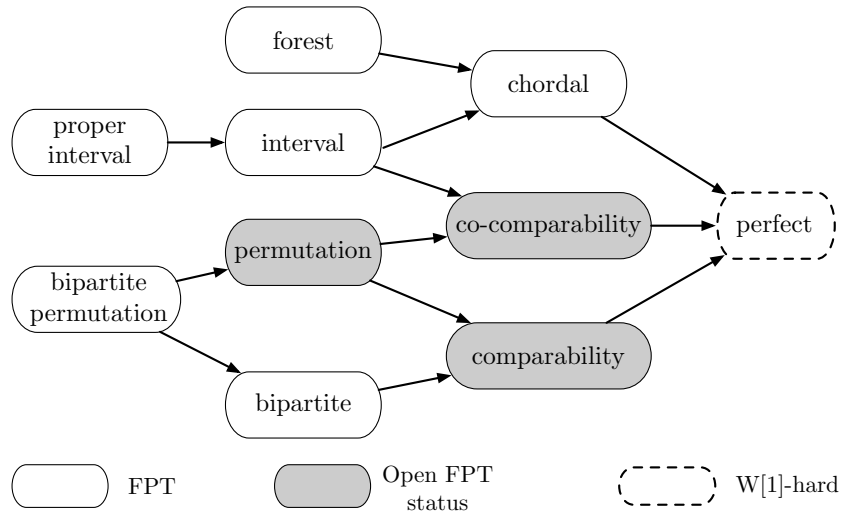 forest
chordal
proper
interval
interval
co-comparability
perfect
permutation
bipartite
permutation
comparability
bipartite
FPT
Open FPT
status
W[1]-hard